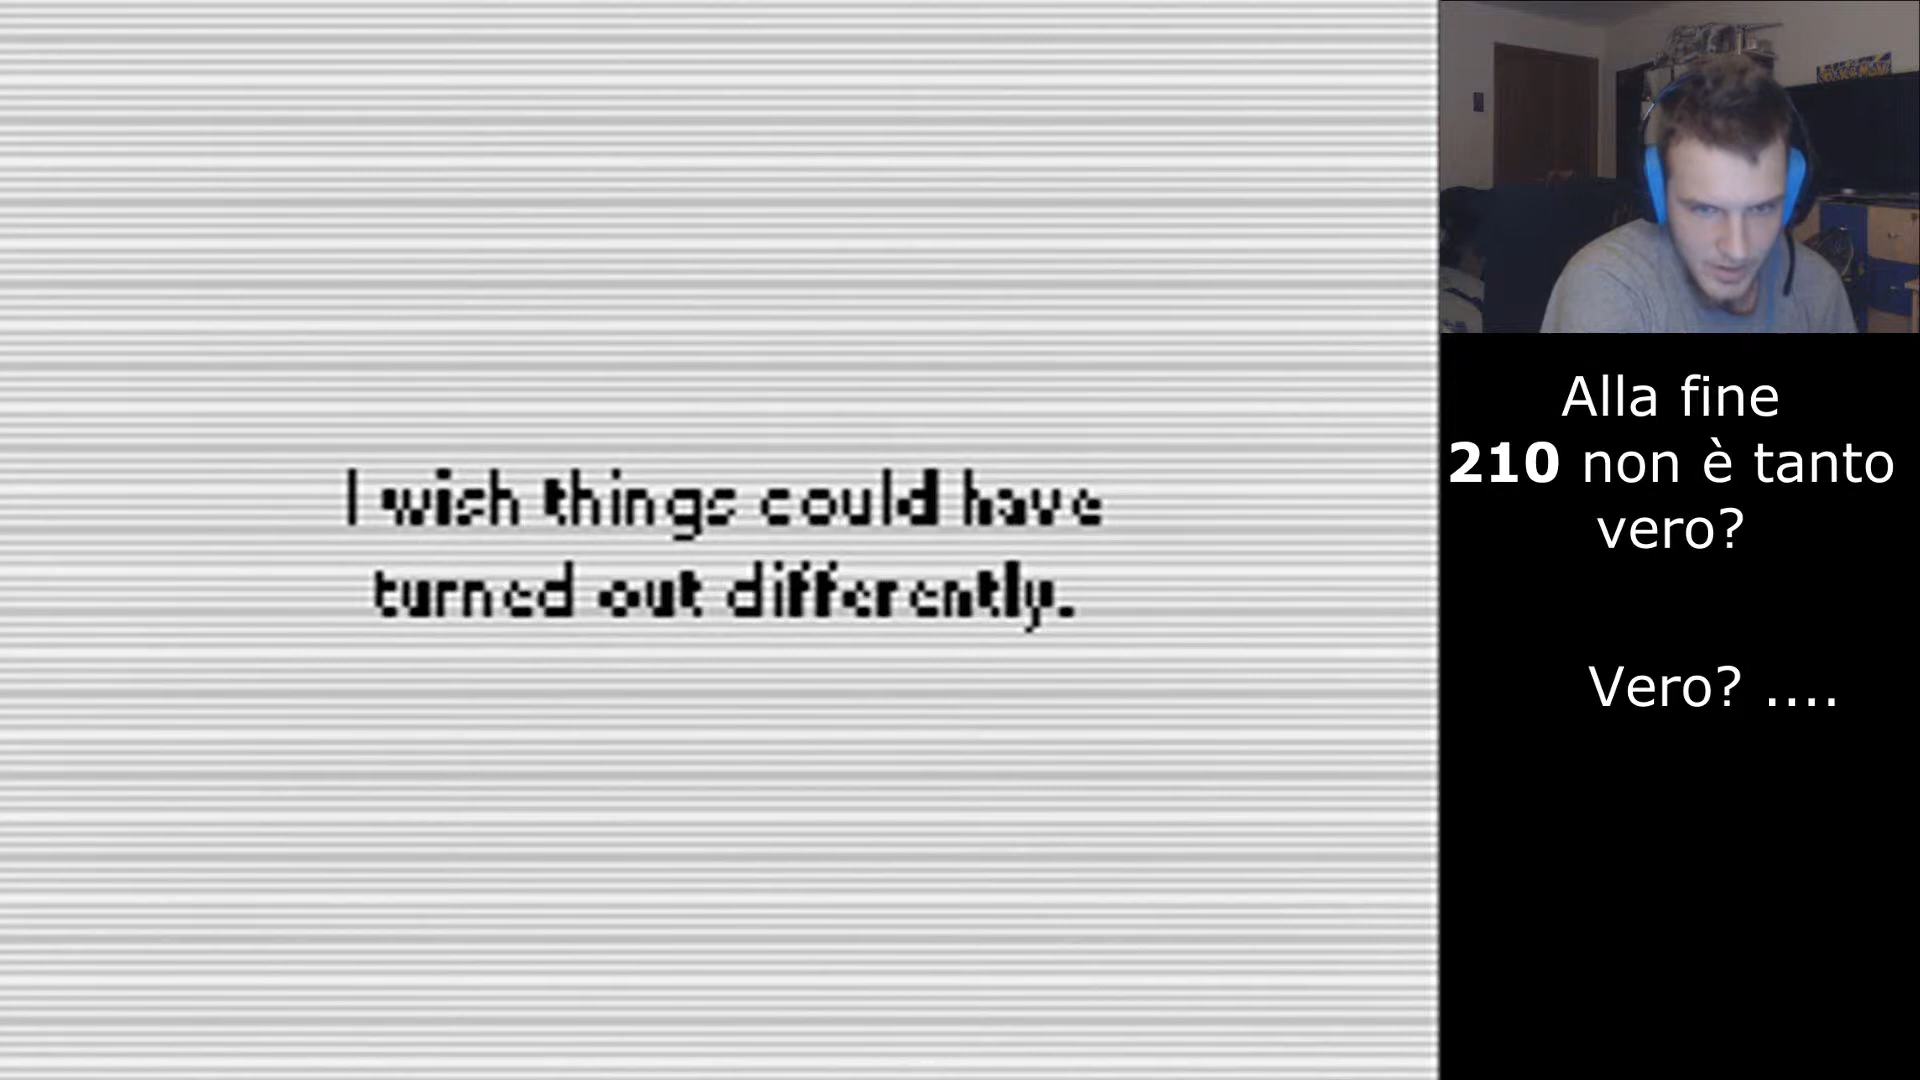 I wish things could have
turned out differently.
Alla fine
210 non è tanto
vero?
Vero? ....